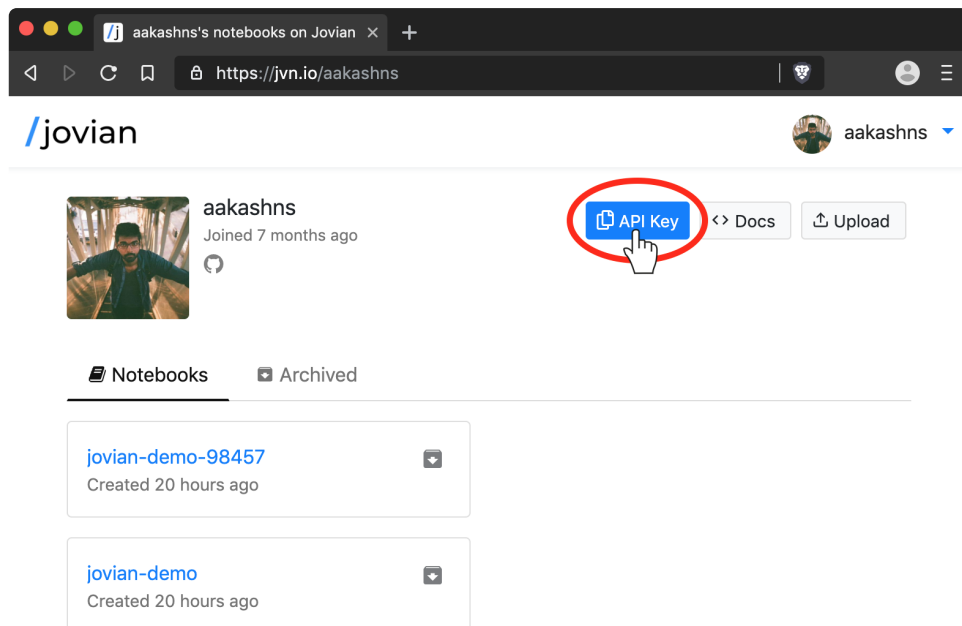 /j aakashns's notebooks on Jovian
https://jvn.io/aakashns
/jovian
aakashns
aakashns
Joined 7 months ago
API Key
<> Docs
Upload
Notebooks
Archived
jovian-demo-98457
Created 20 hours ago
jovian-demo
Created 20 hours ago